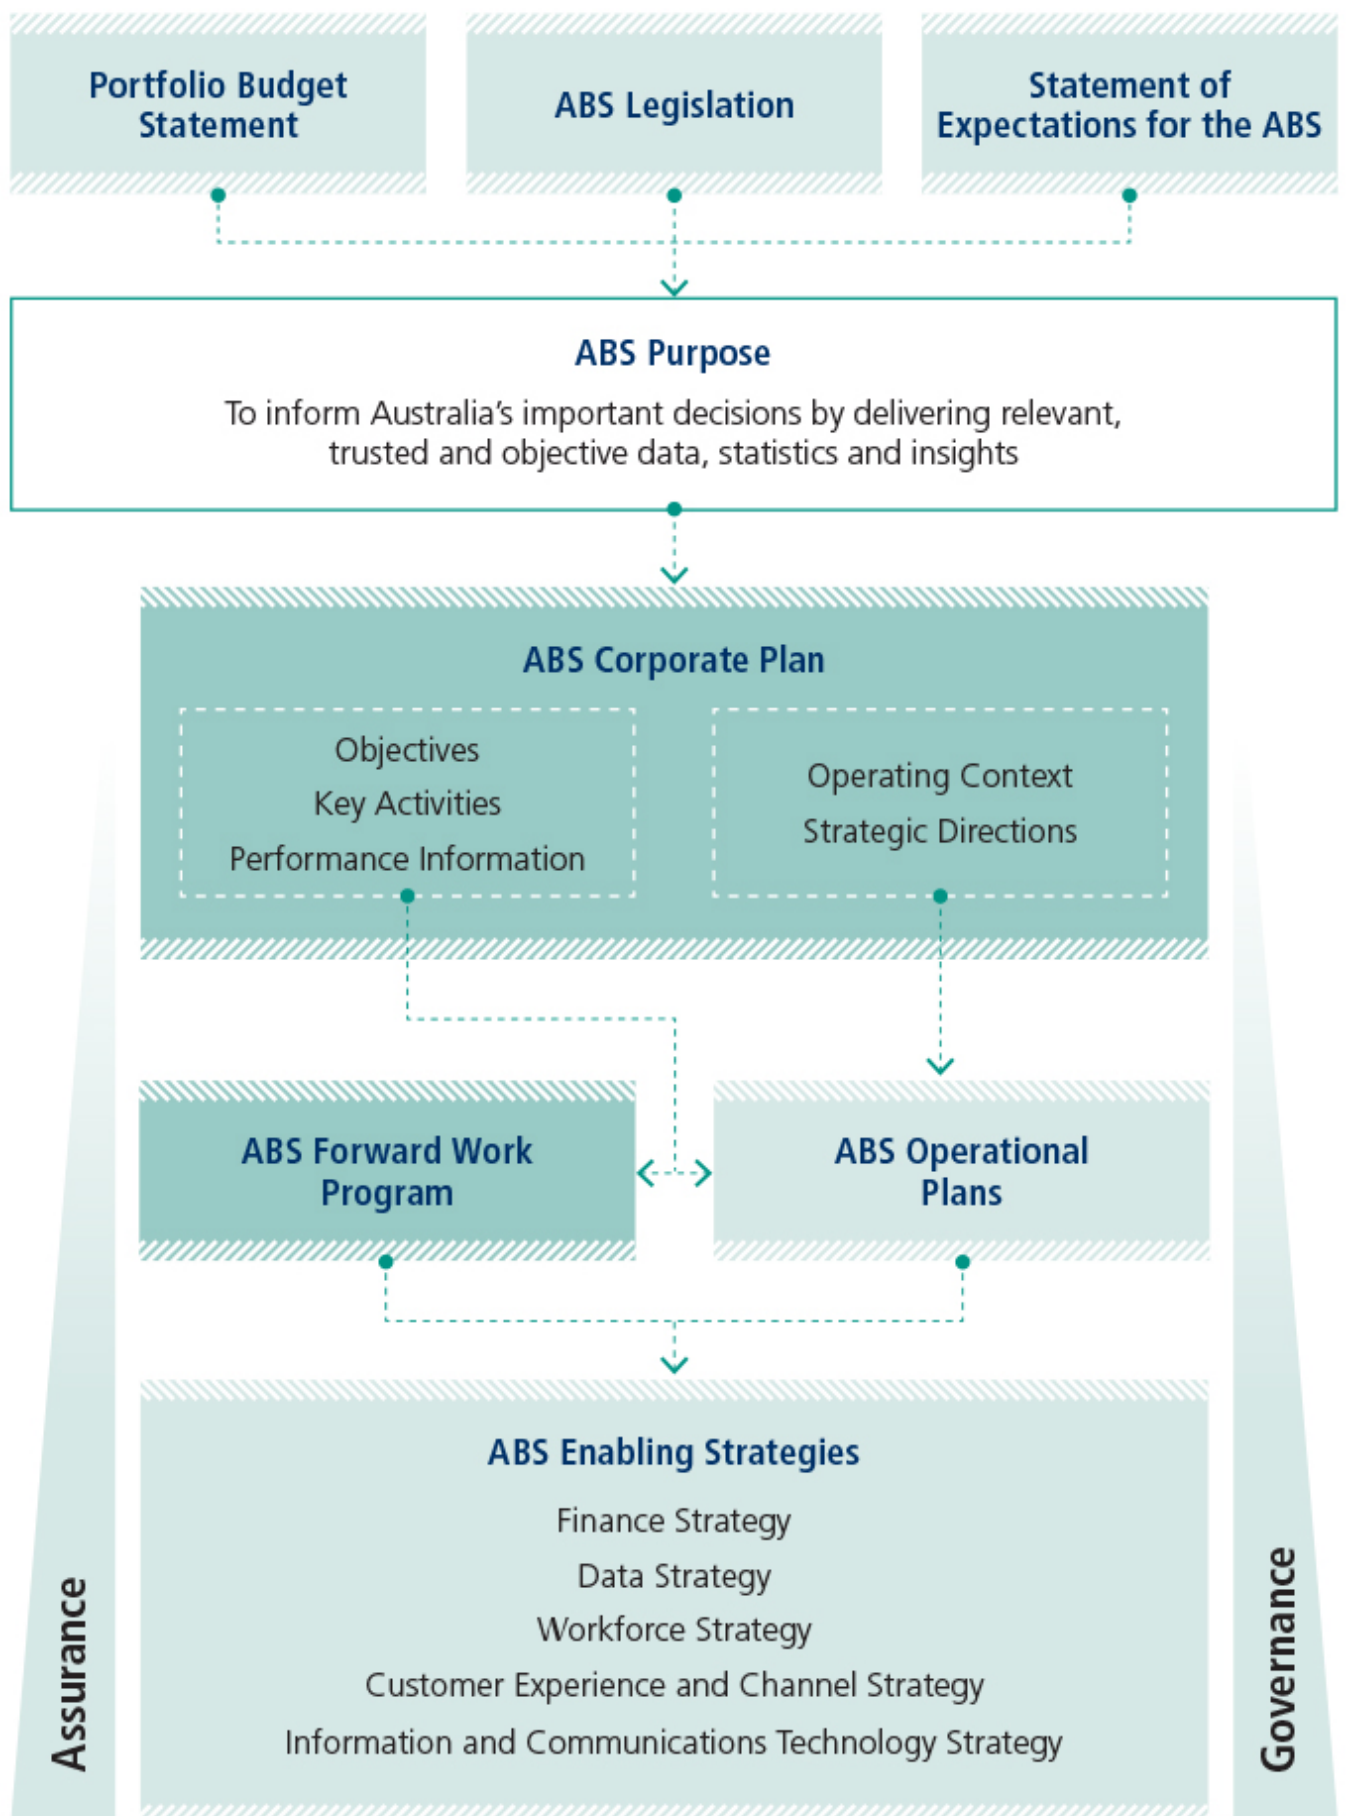 Portfolio Budget
Statement
ABS Legislation
Statement of
Expectations for the ABS
ABS Purpose
To inform Australia’s important decisions by delivering relevant,
trusted and objective data, statistics and insights
ABS Corporate Plan
Objectives
Key Activities
Performance Information
Operating Context
Strategic Directions
ABS Forward Work
Program
ABS Operational
Plans
ABS Enabling Strategies
Finance Strategy
Data Strategy
Workforce Strategy
Customer Experience and Channel Strategy
Information and Communications Technology Strategy
Assurance
Governance